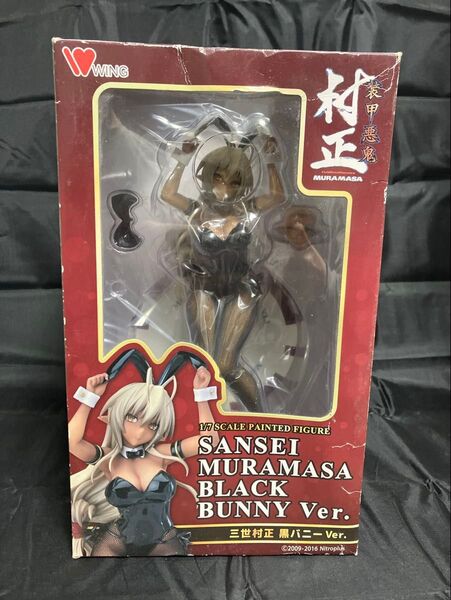 WING
装甲悪鬼
村正
MURAMASA
1/7 SCALE PAINTED FIGURE
SANSEI
MURAMASA
BLACK
BUNNY Ver.
三世村正 黒バニー Ver.
©2009-2016 Nitroplus